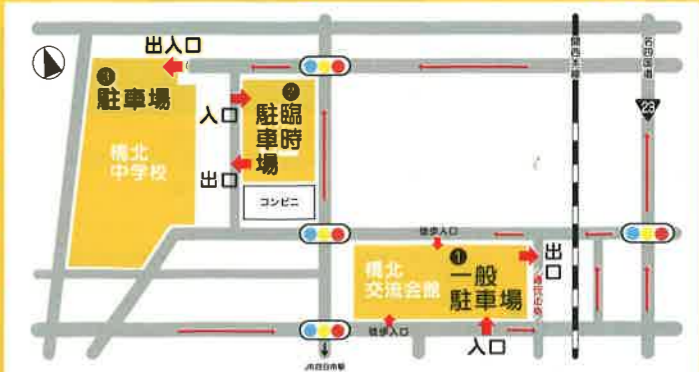 出入口
❸
駐車場
橋北
中学校
入口
❷
臨時
駐車場
出口
コンビニ
関西本線
名四国道
23
徒歩入口
❶
一般
駐車場
橋北
交流会館
出口
徒歩入口
入口
JR四日市駅